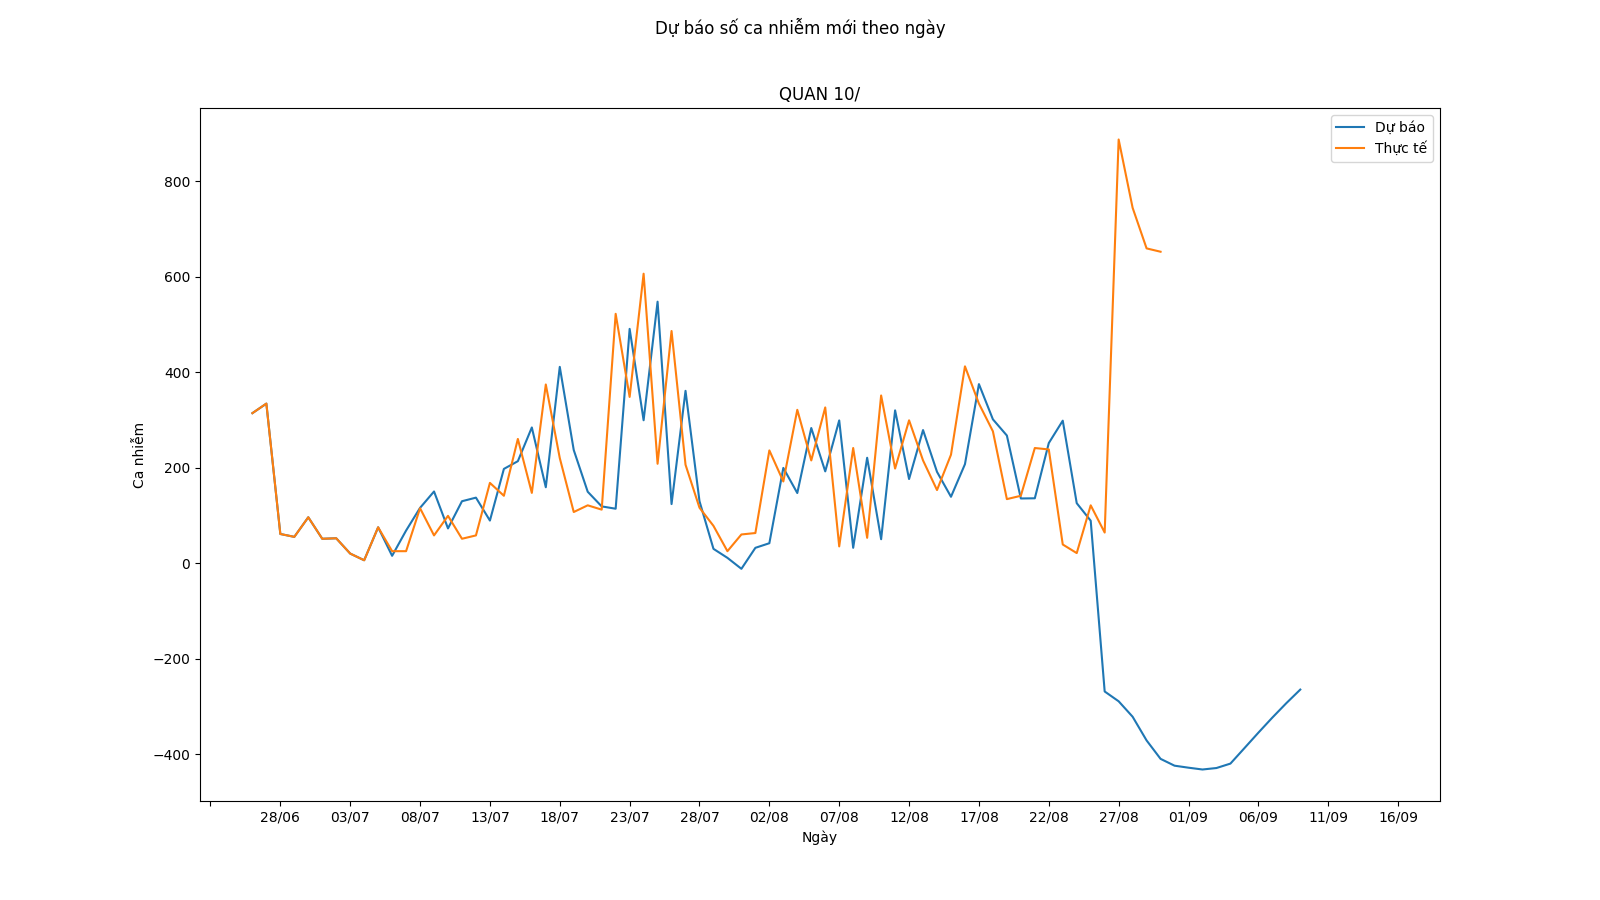 Dự báo số ca nhiễm mới theo ngày
QUAN 10/
Dự báo
Thực tế
Ca nhiễm
800
600
400
200
0
−200
−400
28/06 03/07 08/07 13/07 18/07 23/07 28/07 02/08 07/08 12/08 17/08 22/08 27/08 01/09 06/09 11/09 16/09
Ngày